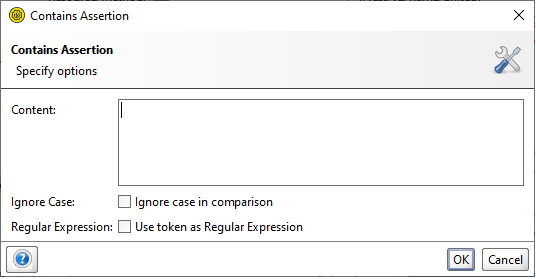 Contains Assertion
Contains Assertion
Specify options
Content:
Ignore Case: Ignore case in comparison
Regular Expression: Use token as Regular Expression
? OK Cancel